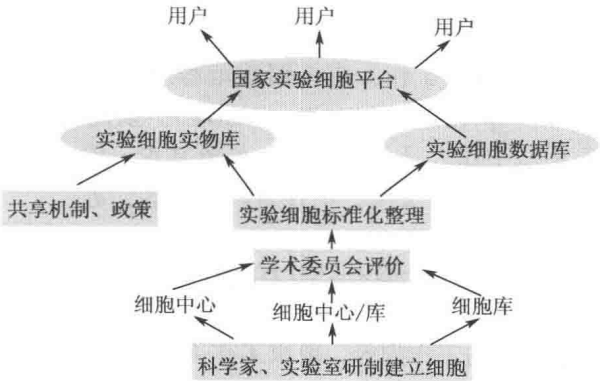 用户
用户
用户
国家实验细胞平台
实验细胞实物库
实验细胞数据库
共享机制、政策
实验细胞标准化整理
学术委员会评价
细胞中心
细胞中心/库
细胞库
科学家、实验室研制建立细胞